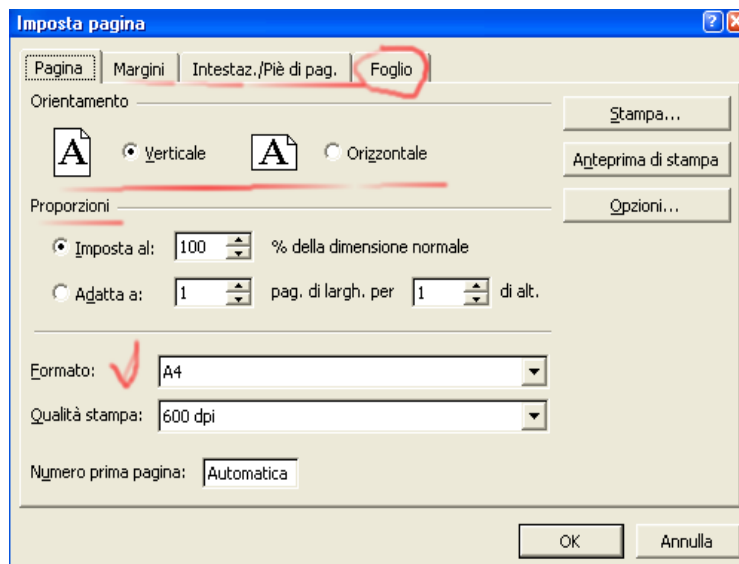 Imposta pagina
Pagina Margini Intestaz./Piè di pag. Foglio
Orientamento
A Verticale A Orizzontale
Proporzioni
Imposta al: 100 % della dimensione normale
Adatta a: 1 pag. di largh. per 1 di alt.
Formato: A4
Qualità stampa: 600 dpi
Numero prima pagina: Automatica
Stampa...
Anteprima di stampa
Opzioni...
OK Annulla